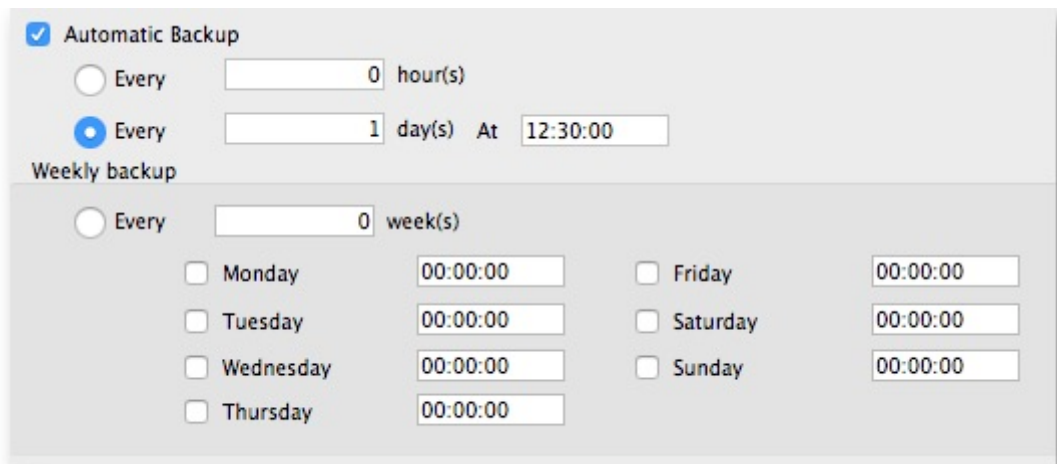 Automatic Backup
Every 0 hour(s)
Every 1 day(s) At 12:30:00
Weekly backup
Every 0 week(s)
Monday 00:00:00 Friday 00:00:00
Tuesday 00:00:00 Saturday 00:00:00
Wednesday 00:00:00 Sunday 00:00:00
Thursday 00:00:00